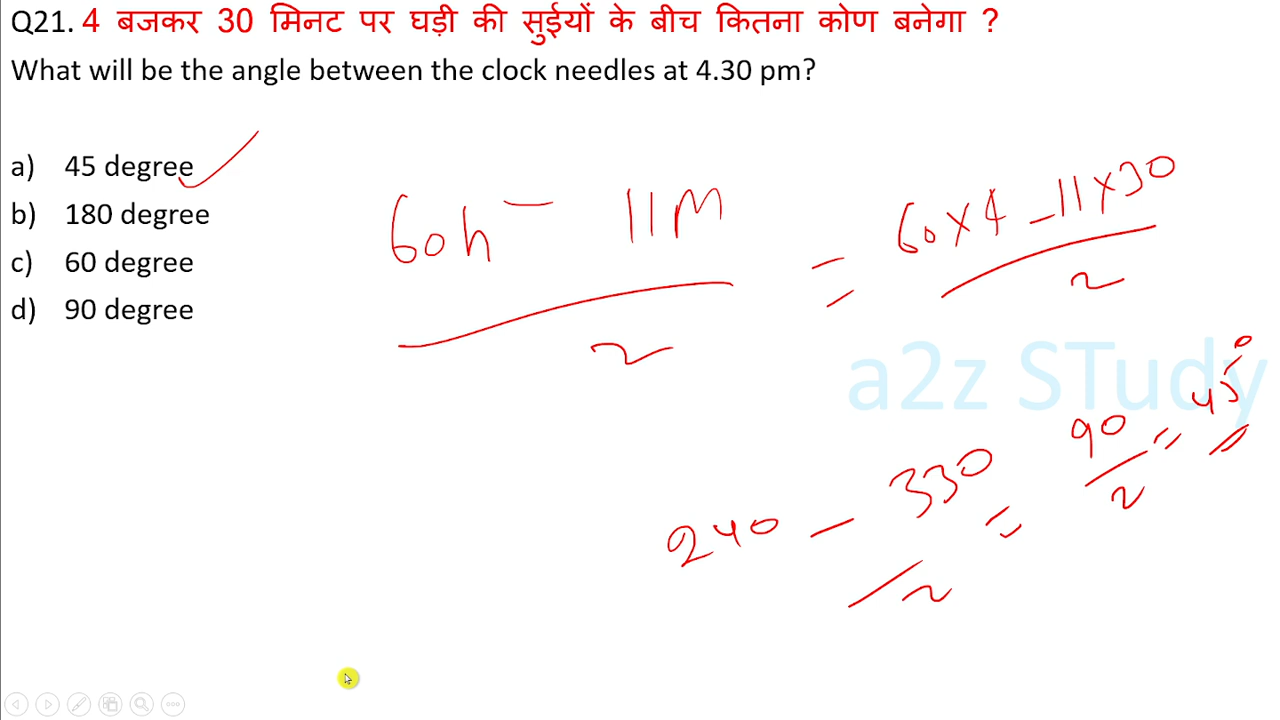 Q21. 4 बजकर 30 मिनट पर घड़ी की सुईयों के बीच कितना कोण बनेगा ?
What will be the angle between the clock needles at 4.30 pm?
a) 45 degree
b) 180 degree
c) 60 degree
d) 90 degree
60h - 11M
2
= 60×4 - 11×30
2
a2z STudy
240 - 330
/2
= 90
2
= 45°